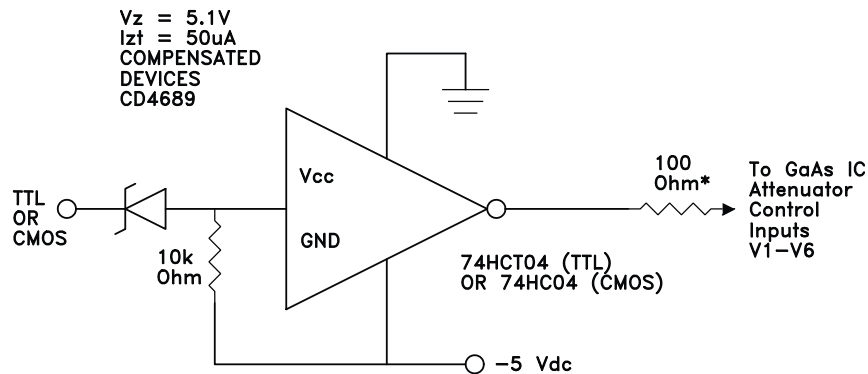 Vz = 5.1V
Izt = 50uA
COMPENSATED
DEVICES
CD4689
Vcc
GND
TTL
OR
CMOS
10k
Ohm
74HCT04 (TTL)
OR 74HC04 (CMOS)
100
Ohm*
To GaAs IC
Attenuator
Control
Inputs
V1-V6
-5 Vdc